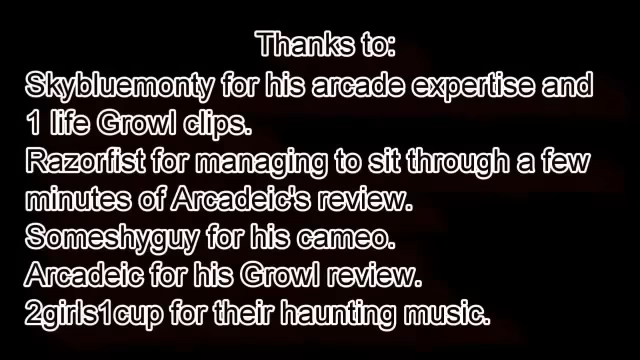 Thanks to:
Skybluemonty for his arcade expertise and
1 life Growl clips.
Razorfist for managing to sit through a few
minutes of Arcadeic's review.
Someshyguy for his cameo.
Arcadeic for his Growl review.
2girls1cup for their haunting music.